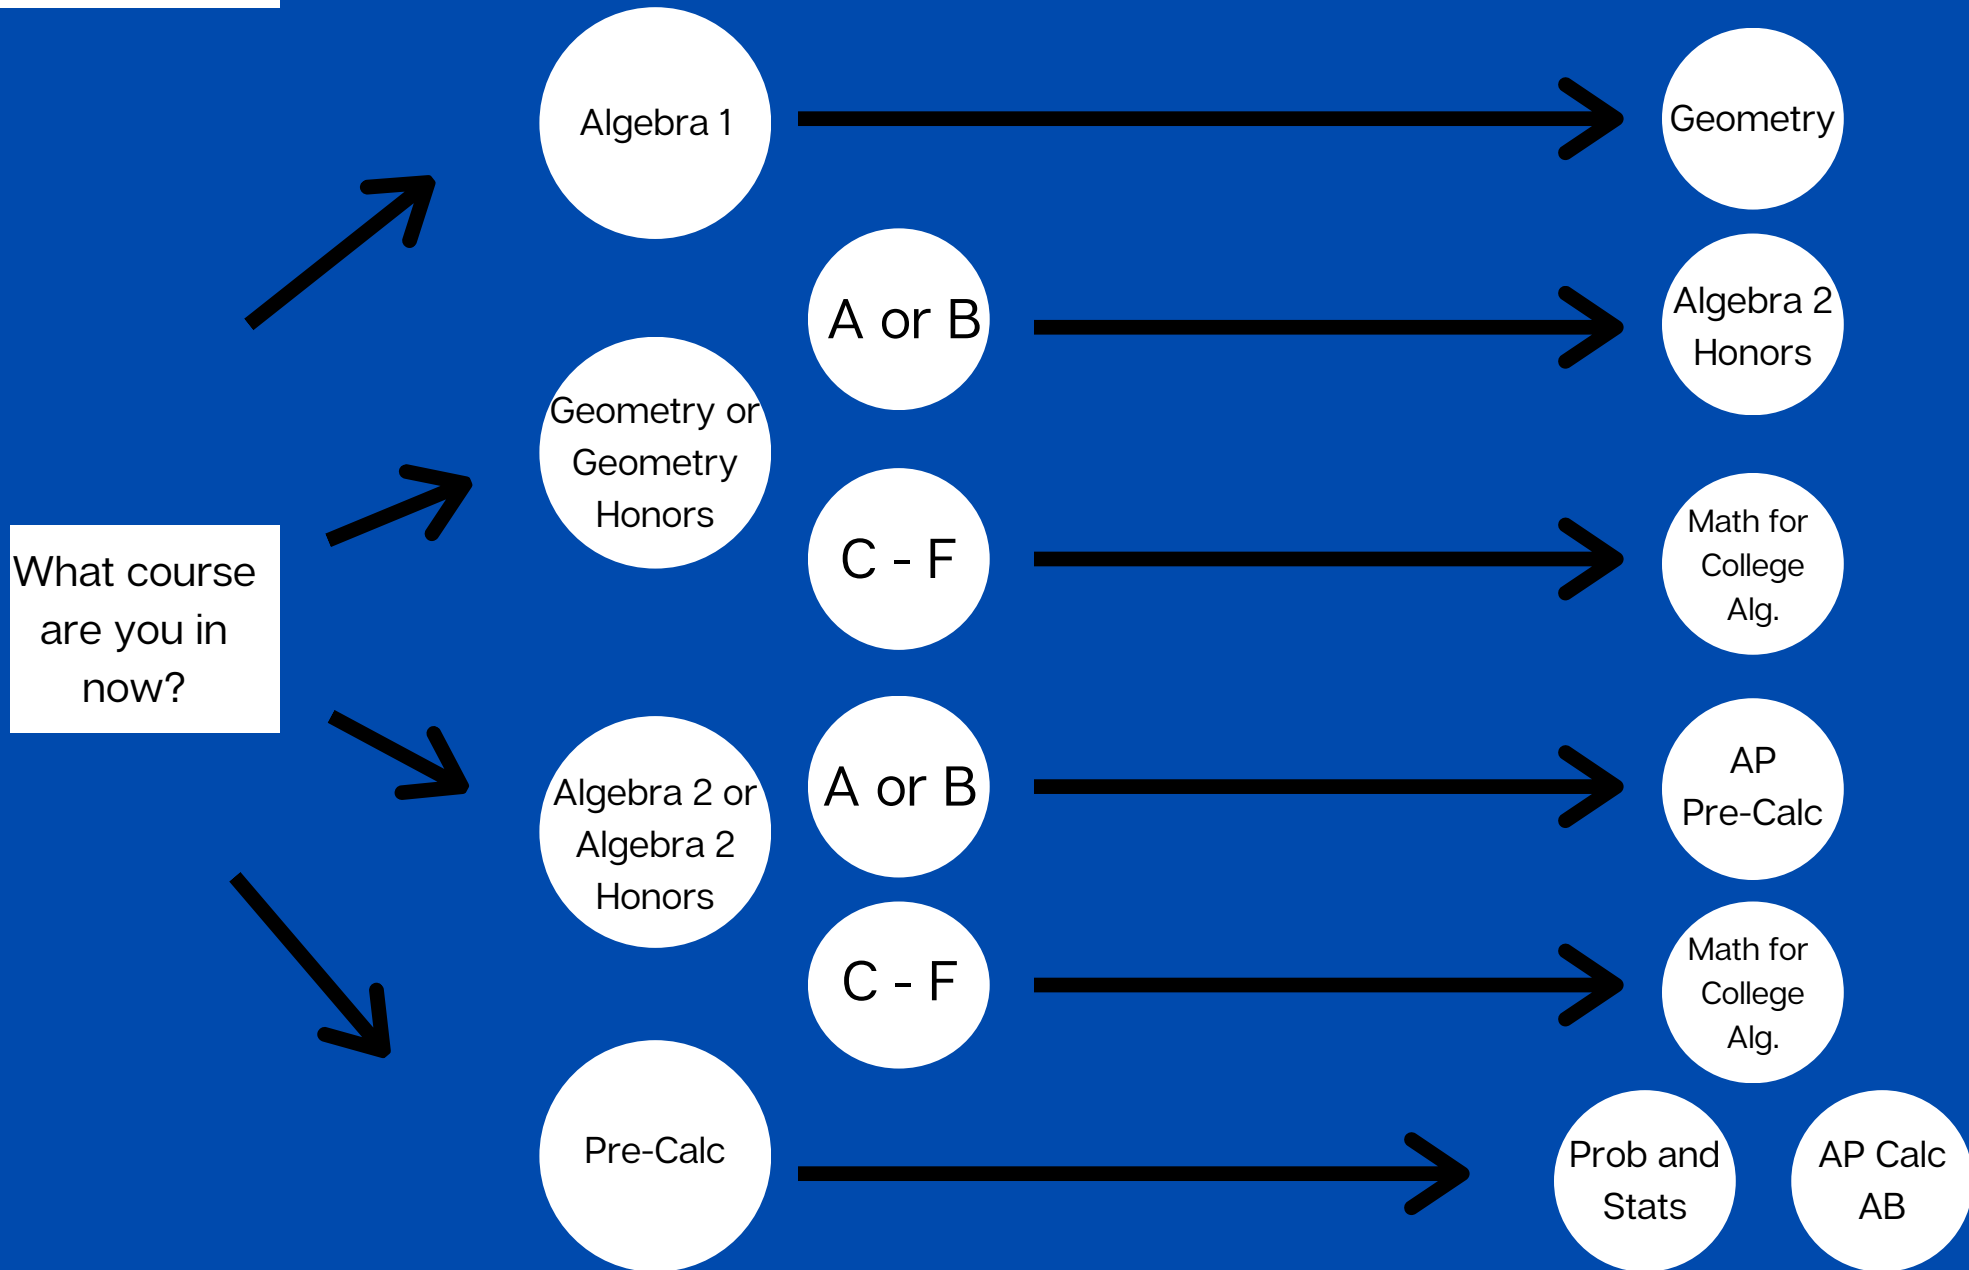 What course
are you in
now?
Algebra 1
Geometry
Geometry or
Geometry
Honors
A or B
Algebra 2
Honors
C - F
Math for
College
Alg.
Algebra 2 or
Algebra 2
Honors
A or B
AP
Pre-Calc
C - F
Math for
College
Alg.
Pre-Calc
Prob and
Stats
AP Calc
AB